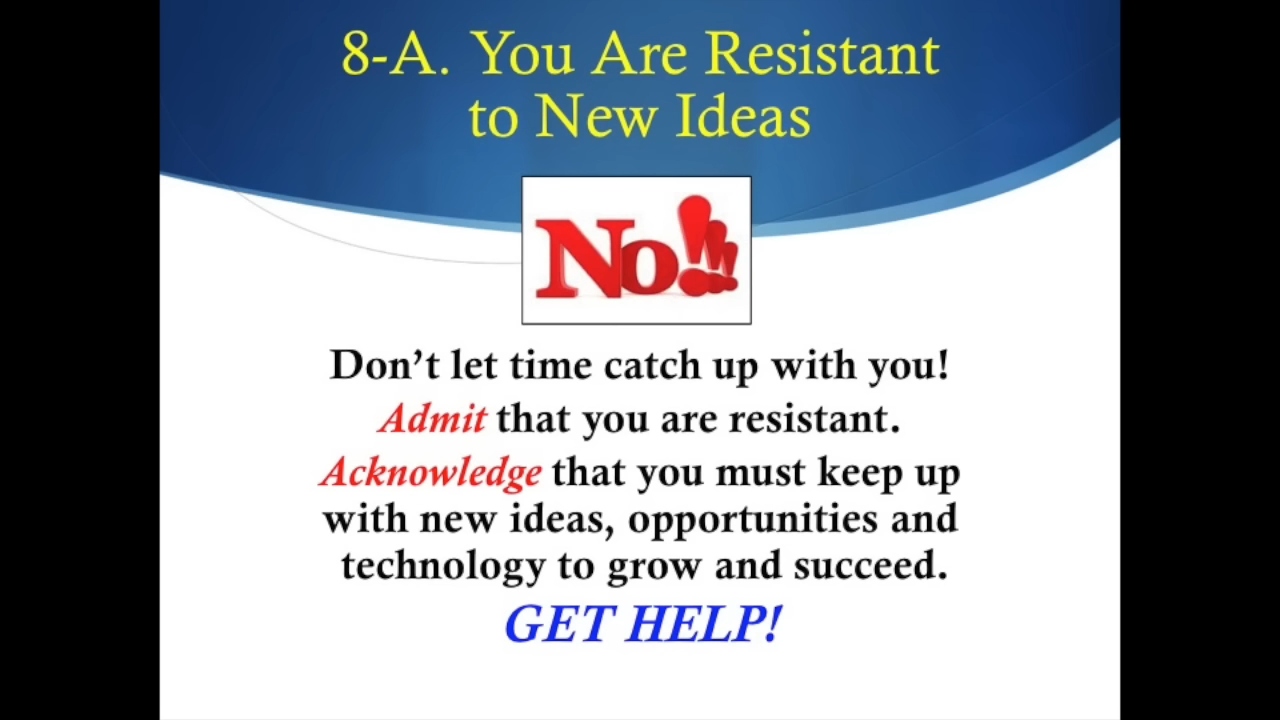 8-A. You Are Resistant
to New Ideas
No!!!
Don’t let time catch up with you!
Admit that you are resistant.
Acknowledge that you must keep up
with new ideas, opportunities and
technology to grow and succeed.
GET HELP!